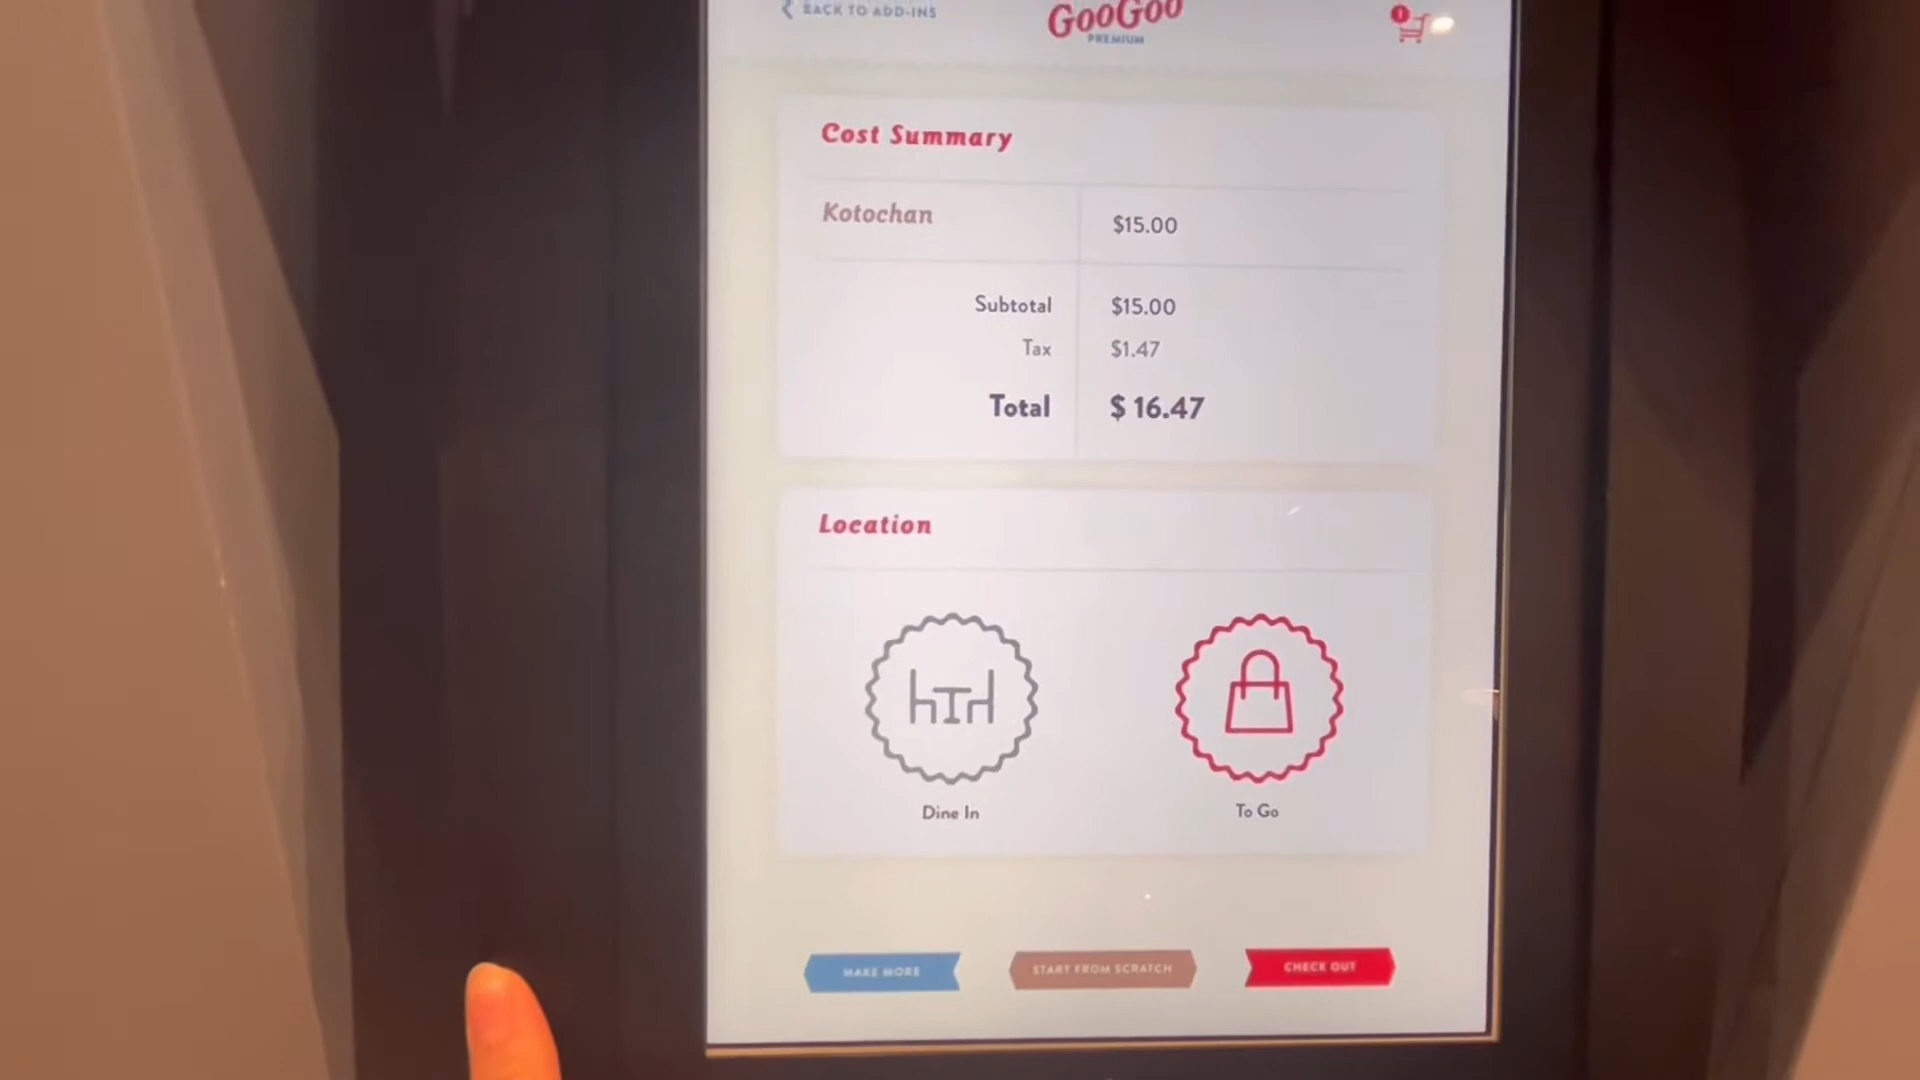 BACK TO ADD-INS
GooGoo
PREMIUM
1
Cost Summary
Kotochan $15.00
Subtotal $15.00
Tax $1.47
Total $ 16.47
Location
Dine In To Go
MAKE MORE START FROM SCRATCH CHECK OUT